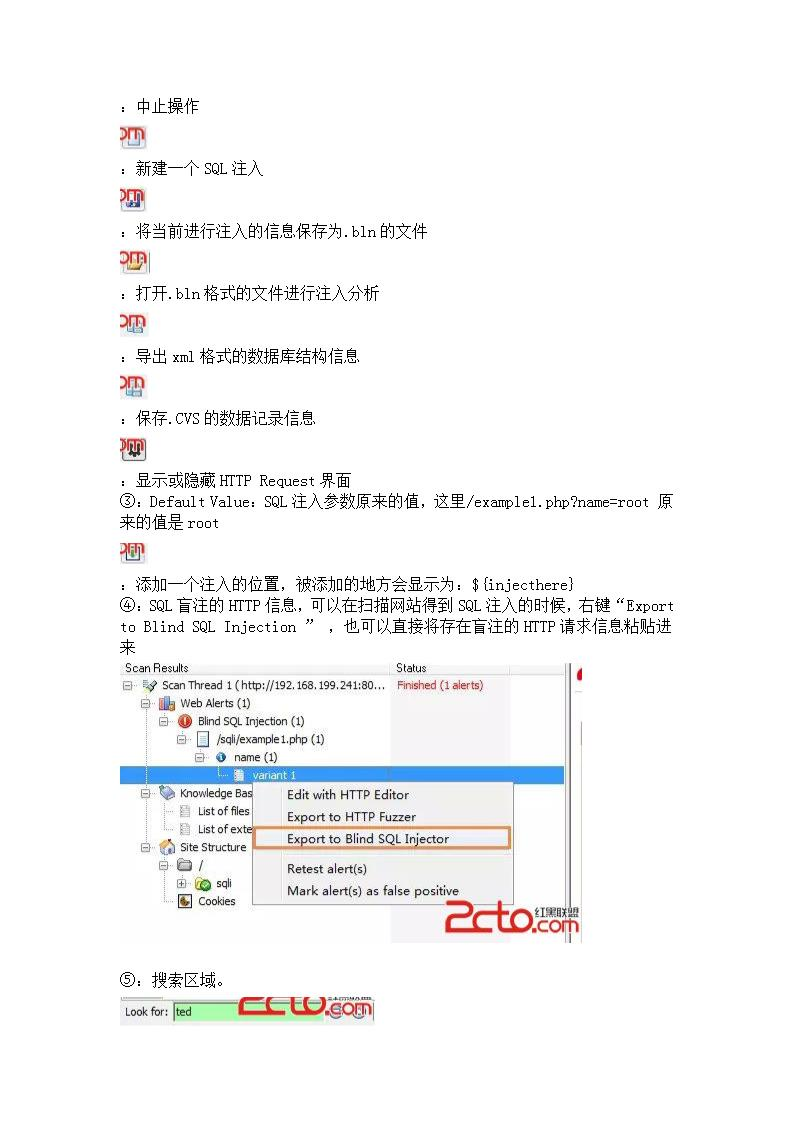 ：中止操作
：新建一个 SQL 注入
：将当前进行注入的信息保存为.bln 的文件
：打开.bln 格式的文件进行注入分析
：导出 xml 格式的数据库结构信息
：保存.CVS 的数据记录信息
：显示或隐藏 HTTP Request 界面
③：Default Value：SQL 注入参数原来的值，这里/example1.php?name=root 原
来的值是 root
：添加一个注入的位置，被添加的地方会显示为：${injecthere}
④：SQL 盲注的 HTTP 信息，可以在扫描网站得到 SQL 注入的时候，右键“Export
to Blind SQL Injection ” ，也可以直接将存在盲注的 HTTP 请求信息粘贴进
来
Scan Results Status
Scan Thread 1 ( http://192.168.199.241:80... Finished (1 alerts)
Web Alerts (1)
Blind SQL Injection (1)
/sqli/example1.php (1)
name (1)
variant 1
Knowledge Bas
List of files
List of exte
Site Structure
/
sqli
Cookies
Edit with HTTP Editor
Export to HTTP Fuzzer
Export to Blind SQL Injector
Retest alert(s)
Mark alert(s) as false positive
2cto.com 红黑联盟
⑤：搜索区域。
Look for: ted
2cto.com